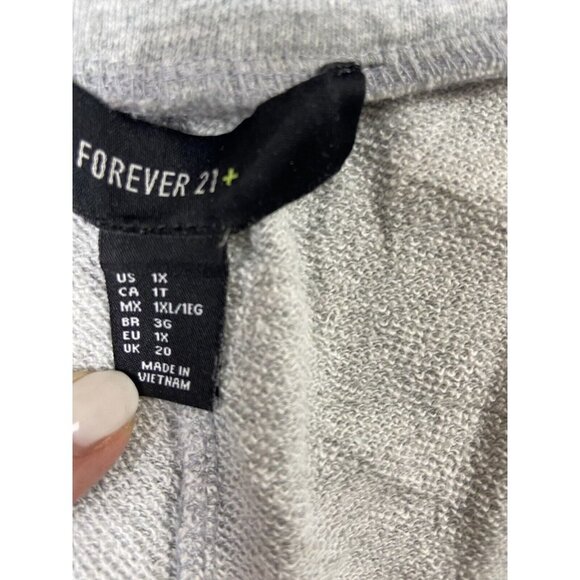 FOREVER 21+
US 1X
CA 1T
MX 1XL/1EG
BR 3G
EU 1X
UK 20
MADE IN
VIETNAM